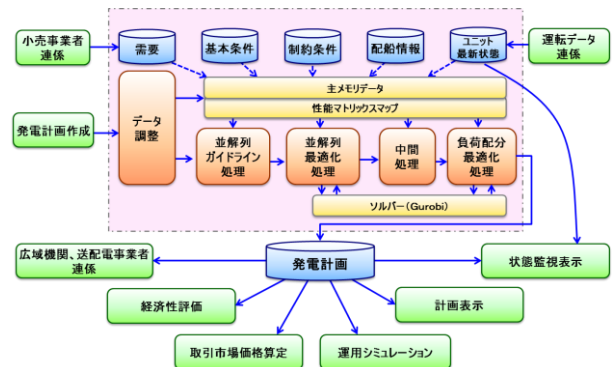 小売事業者
連係
需要
基本条件
制約条件
配船情報
ユニット
最新状態
運転データ
連係
主メモリデータ
性能マトリックスマップ
発電計画作成
データ
調整
並解列
ガイドライン
処理
並解列
最適化
処理
中間
処理
負荷配分
最適化
処理
ソルバー(Gurobi)
広域機関、送配電事業者
連係
発電計画
状態監視表示
経済性評価
計画表示
取引市場価格算定
運用シミュレーション